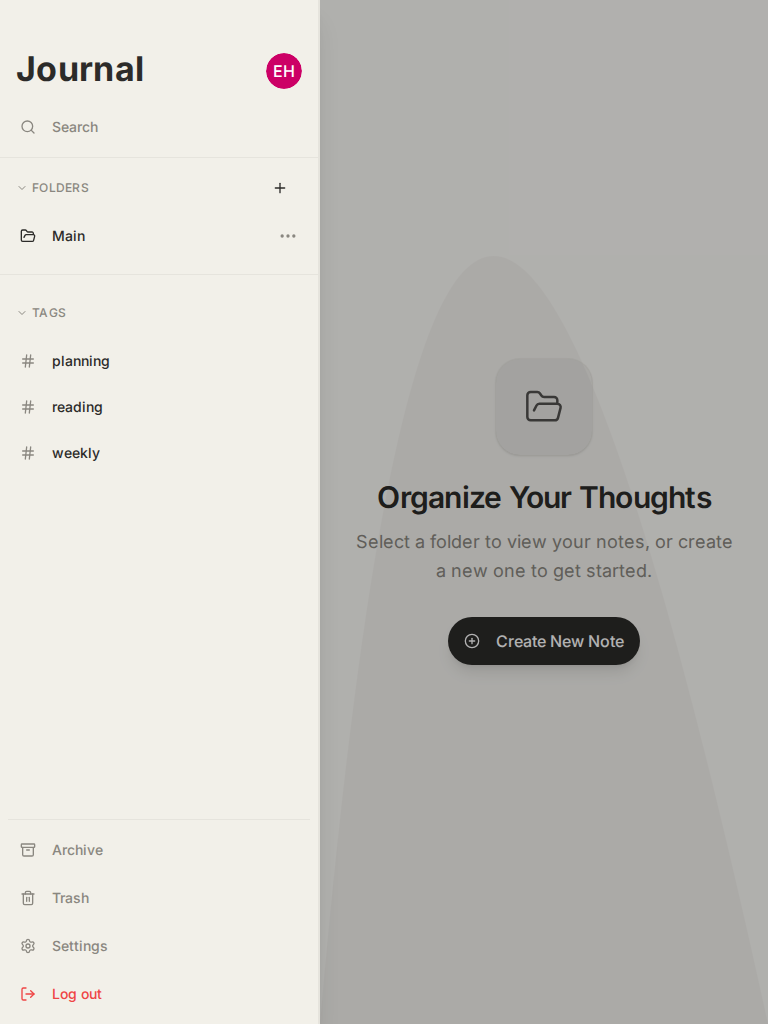 Journal
EH
Search
FOLDERS
Main
TAGS
planning
reading
weekly
Archive
Trash
Settings
Log out
Organize Your Thoughts
Select a folder to view your notes, or create
a new one to get started.
Create New Note